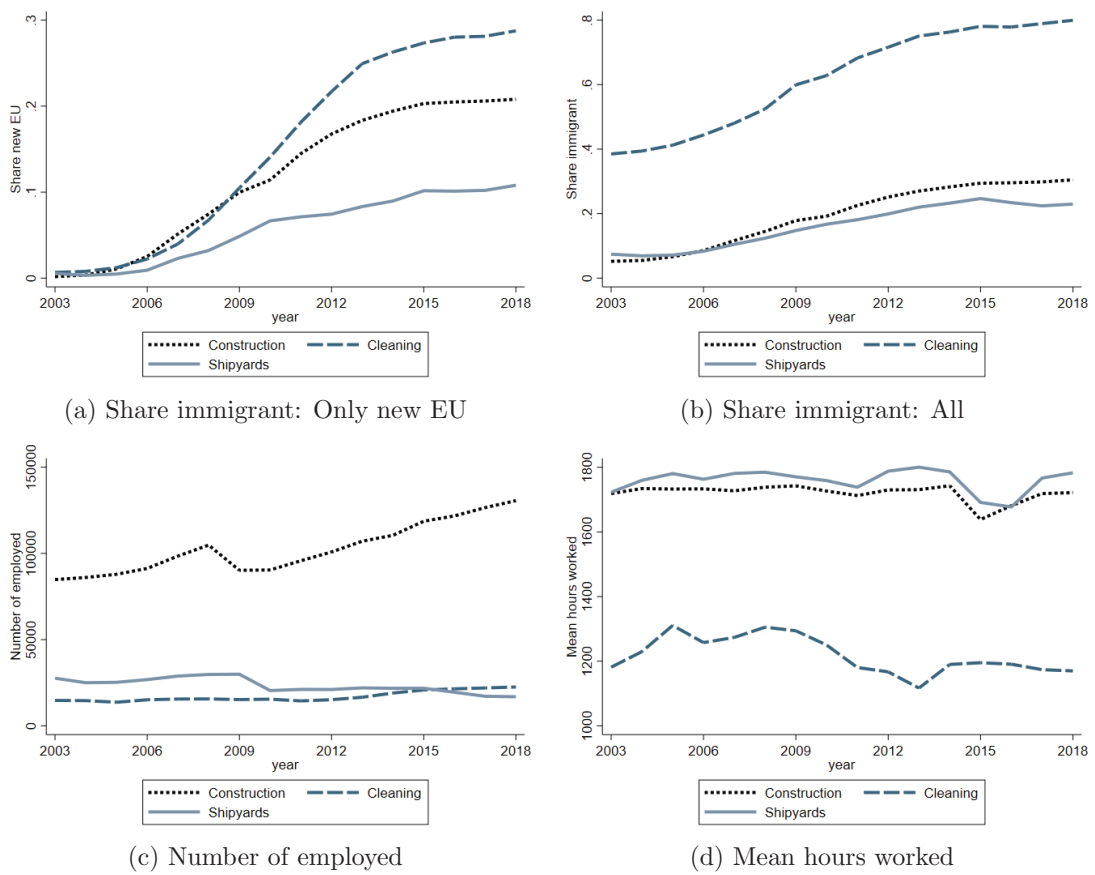 Share new EU
.3
.2
.1
0
2003 2006 2009 2012 2015 2018
year
Construction Cleaning
Shipyards
(a) Share immigrant: Only new EU
Share immigrant
.8
.6
.4
.2
0
2003 2006 2009 2012 2015 2018
year
Construction Cleaning
Shipyards
(b) Share immigrant: All
Number of employed
150000
100000
50000
0
2003 2006 2009 2012 2015 2018
year
Construction Cleaning
Shipyards
(c) Number of employed
Mean hours worked
1800
1600
1400
1200
1000
2003 2006 2009 2012 2015 2018
year
Construction Cleaning
Shipyards
(d) Mean hours worked